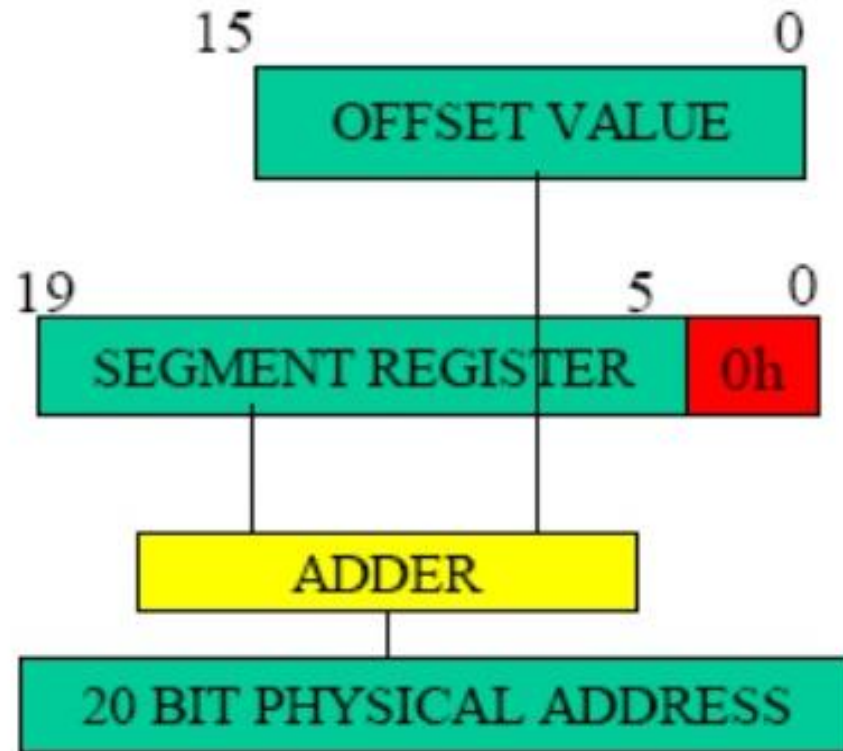 15 0
OFFSET VALUE
19 5 0
SEGMENT REGISTER 0h
ADDER
20 BIT PHYSICAL ADDRESS